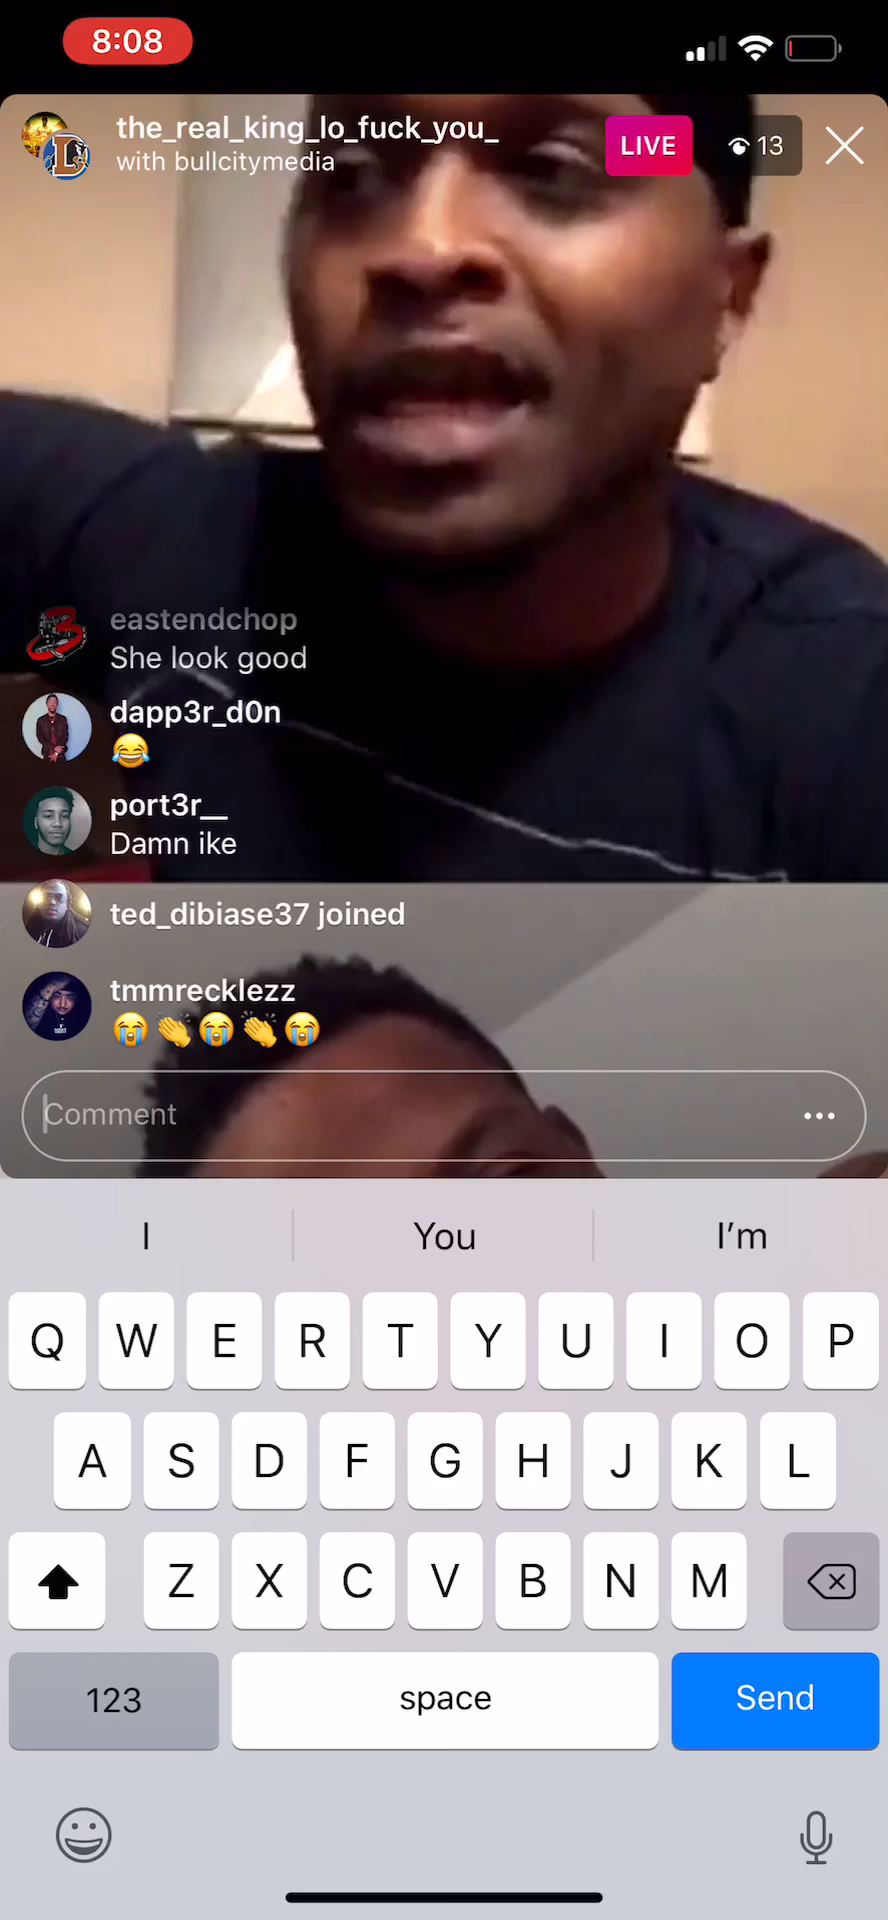 8:08
the_real_king_lo_fuck_you_
with bullcitymedia
LIVE
13
eastendchop
She look good
dapp3r_d0n
😂
port3r__
Damn ike
ted_dibiase37 joined
tmmrecklezz
😭👏😭👏😭
Comment
I You I'm
Q W E R T Y U I O P
A S D F G H J K L
Z X C V B N M
123 space Send